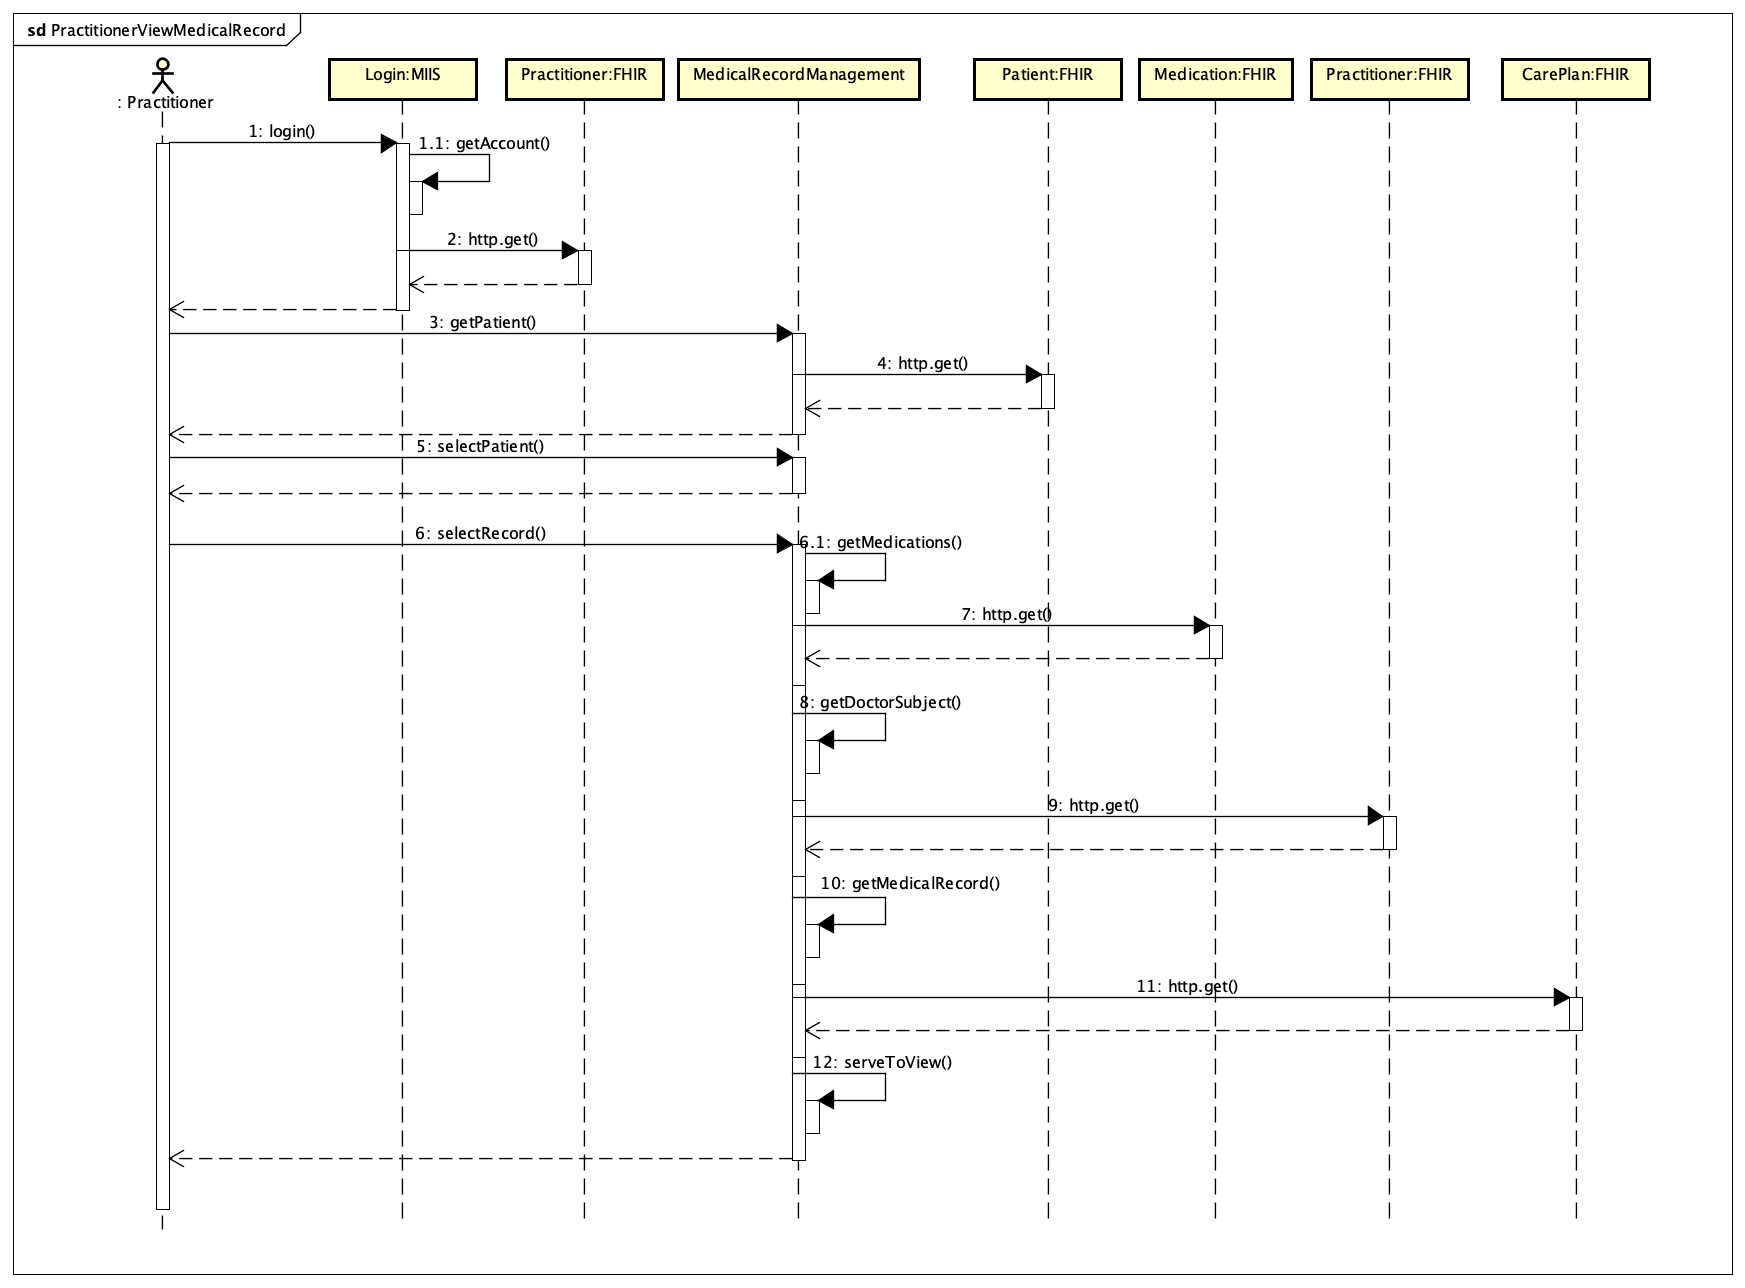 sd PractitionerViewMedicalRecord
: Practitioner
Login:MIIS
Practitioner:FHIR
MedicalRecordManagement
Patient:FHIR
Medication:FHIR
Practitioner:FHIR
CarePlan:FHIR
1: login()
1.1: getAccount()
2: http.get()
3: getPatient()
4: http.get()
5: selectPatient()
6: selectRecord()
6.1: getMedications()
7: http.get()
8: getDoctorSubject()
9: http.get()
10: getMedicalRecord()
11: http.get()
12: serveToView()